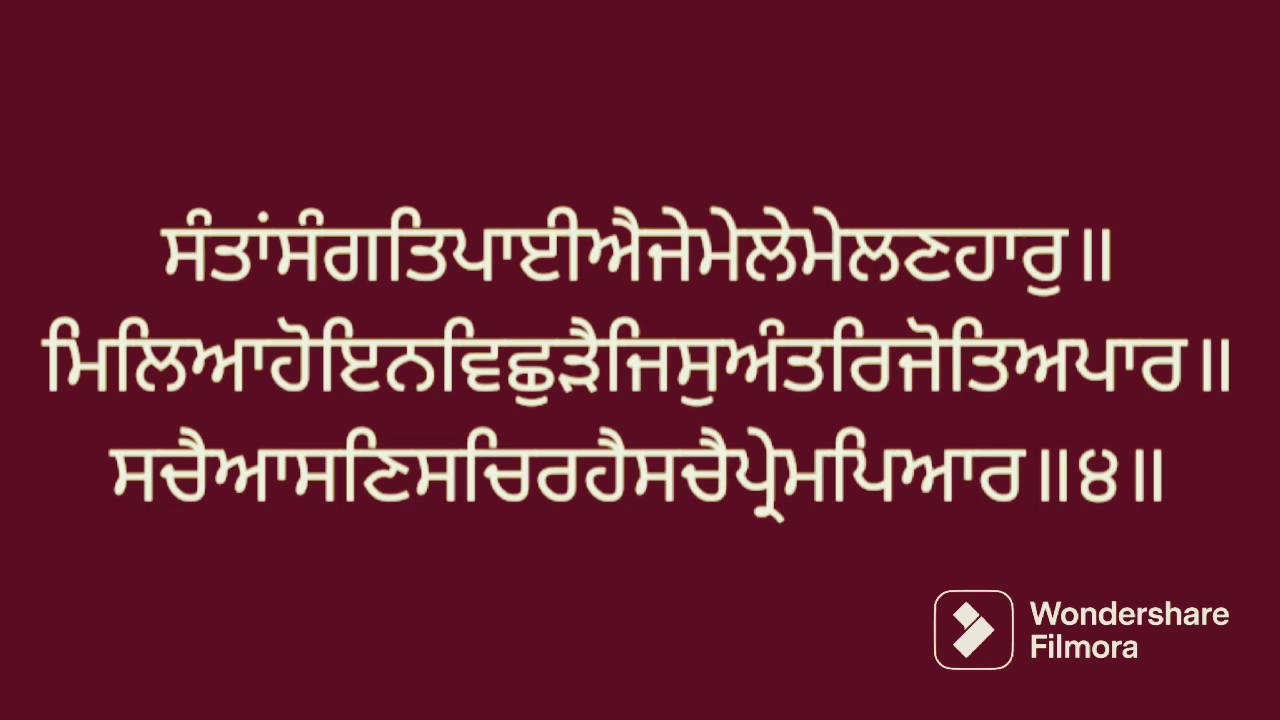 ਸੰਤਾਂਸੰਗਤਿਪਾਈਐਜੇਮੇਲੇਮੇਲਣਹਾਰੁ॥
ਮਿਲਿਆਹੋਇਨਵਿਛੁੜੈਜਿਸੁਅੰਤਰਿਜੋਤਿਅਪਾਰ॥
ਸਚੈਆਸਣਿਸਚਿਰਹੈਸਚੈਪ੍ਰੇਮਪਿਆਰ॥੪॥
Wondershare
Filmora